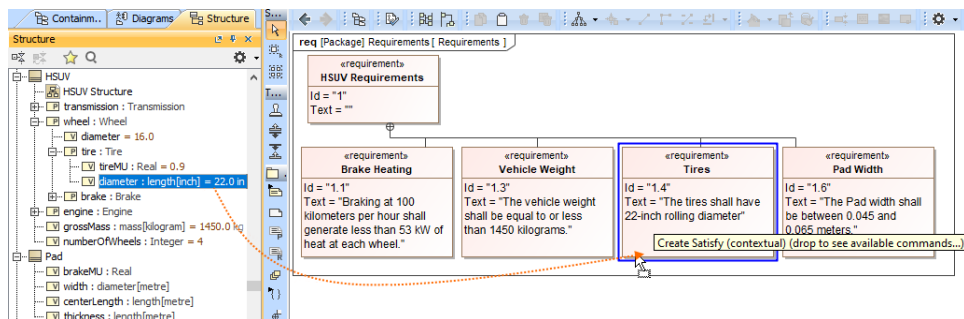 Containm..
Diagrams
Structure
Structure
HSUV
HSUV Structure
transmission : Transmission
wheel : Wheel
diameter = 16.0
tire : Tire
tireMU : Real = 0.9
diameter : length[inch] = 22.0 in
brake : Brake
engine : Engine
grossMass : mass[kilogram] = 1450.0 kg
numberOfWheels : Integer = 4
Pad
brakeMU : Real
width : diameter[metre]
centerLength : length[metre]
thickness : length[metre]
S...
T...
req [Package] Requirements [ Requirements ]
«requirement»
HSUV Requirements
Id = "1"
Text = ""
«requirement»
Brake Heating
Id = "1.1"
Text = "Braking at 100
kilometers per hour shall
generate less than 53 kW of
heat at each wheel."
«requirement»
Vehicle Weight
Id = "1.3"
Text = "The vehicle weight
shall be equal to or less
than 1450 kilograms."
«requirement»
Tires
Id = "1.4"
Text = "The tires shall have
22-inch rolling diameter"
«requirement»
Pad Width
Id = "1.6"
Text = "The Pad width shall
be between 0.045 and
0.065 meters."
Create Satisfy (contextual) (drop to see available commands...)